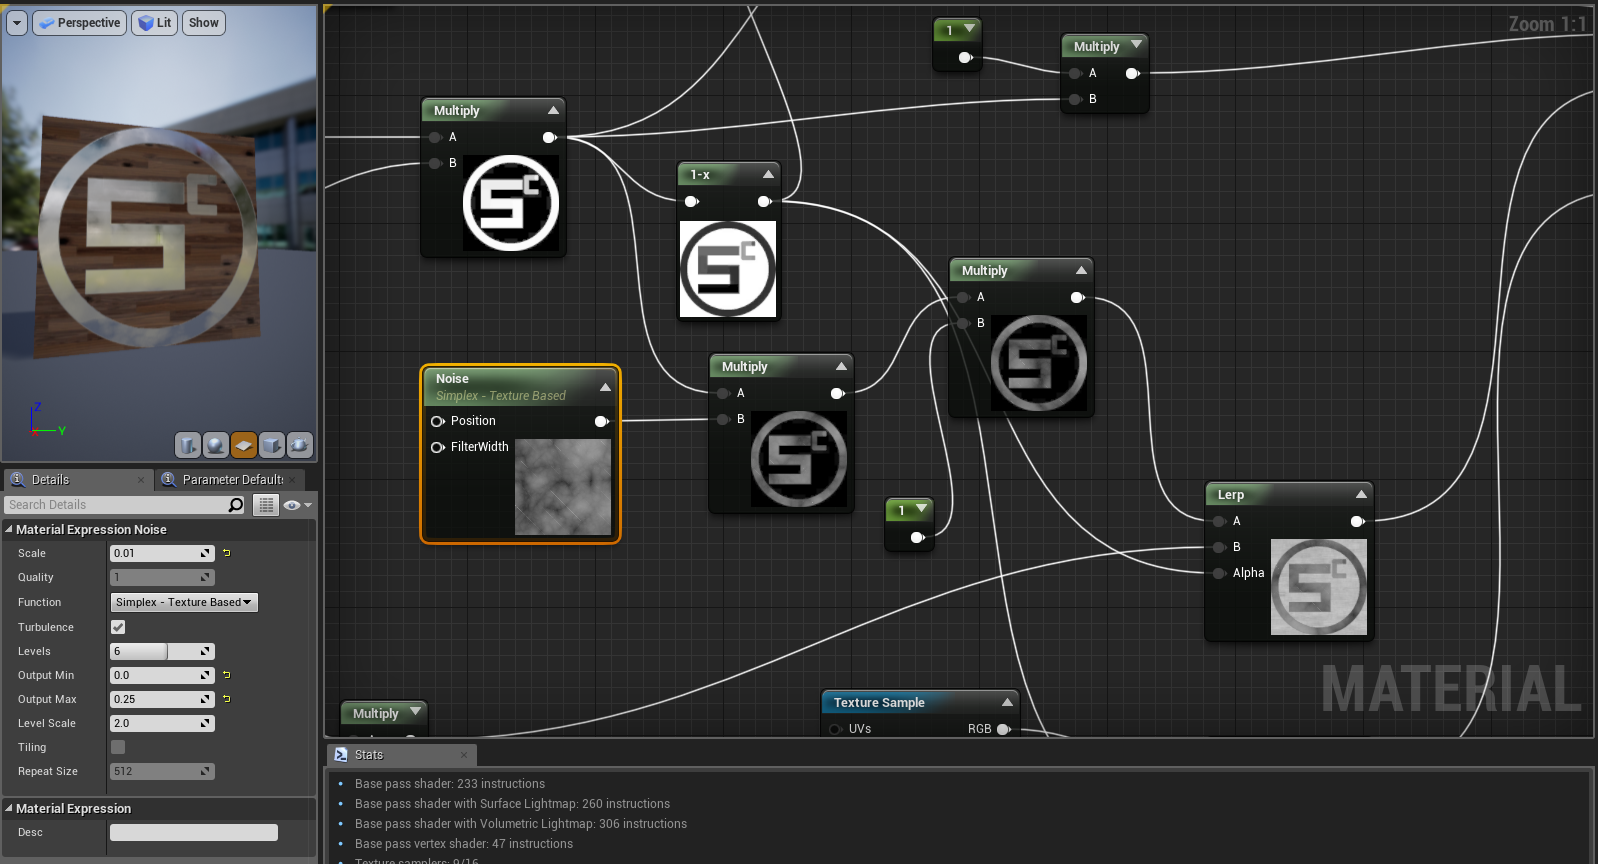 Perspective
Lit
Show
Zoom 1:1
1
Multiply
A
B
Multiply
A
B
1-x
Multiply
A
B
Noise
Simplex - Texture Based
Position
FilterWidth
Multiply
A
B
1
Lerp
A
B
Alpha
MATERIAL
Multiply
Texture Sample
UVs RGB
Z
Y
Details
Parameter Defaults
Search Details
Material Expression Noise
Scale 0.01
Quality 1
Function Simplex - Texture Based
Turbulence
Levels 6
Output Min 0.0
Output Max 0.25
Level Scale 2.0
Tiling
Repeat Size 512
Material Expression
Desc
Stats
Base pass shader: 233 instructions
Base pass shader with Surface Lightmap: 260 instructions
Base pass shader with Volumetric Lightmap: 306 instructions
Base pass vertex shader: 47 instructions
Texture samplers: 9/16